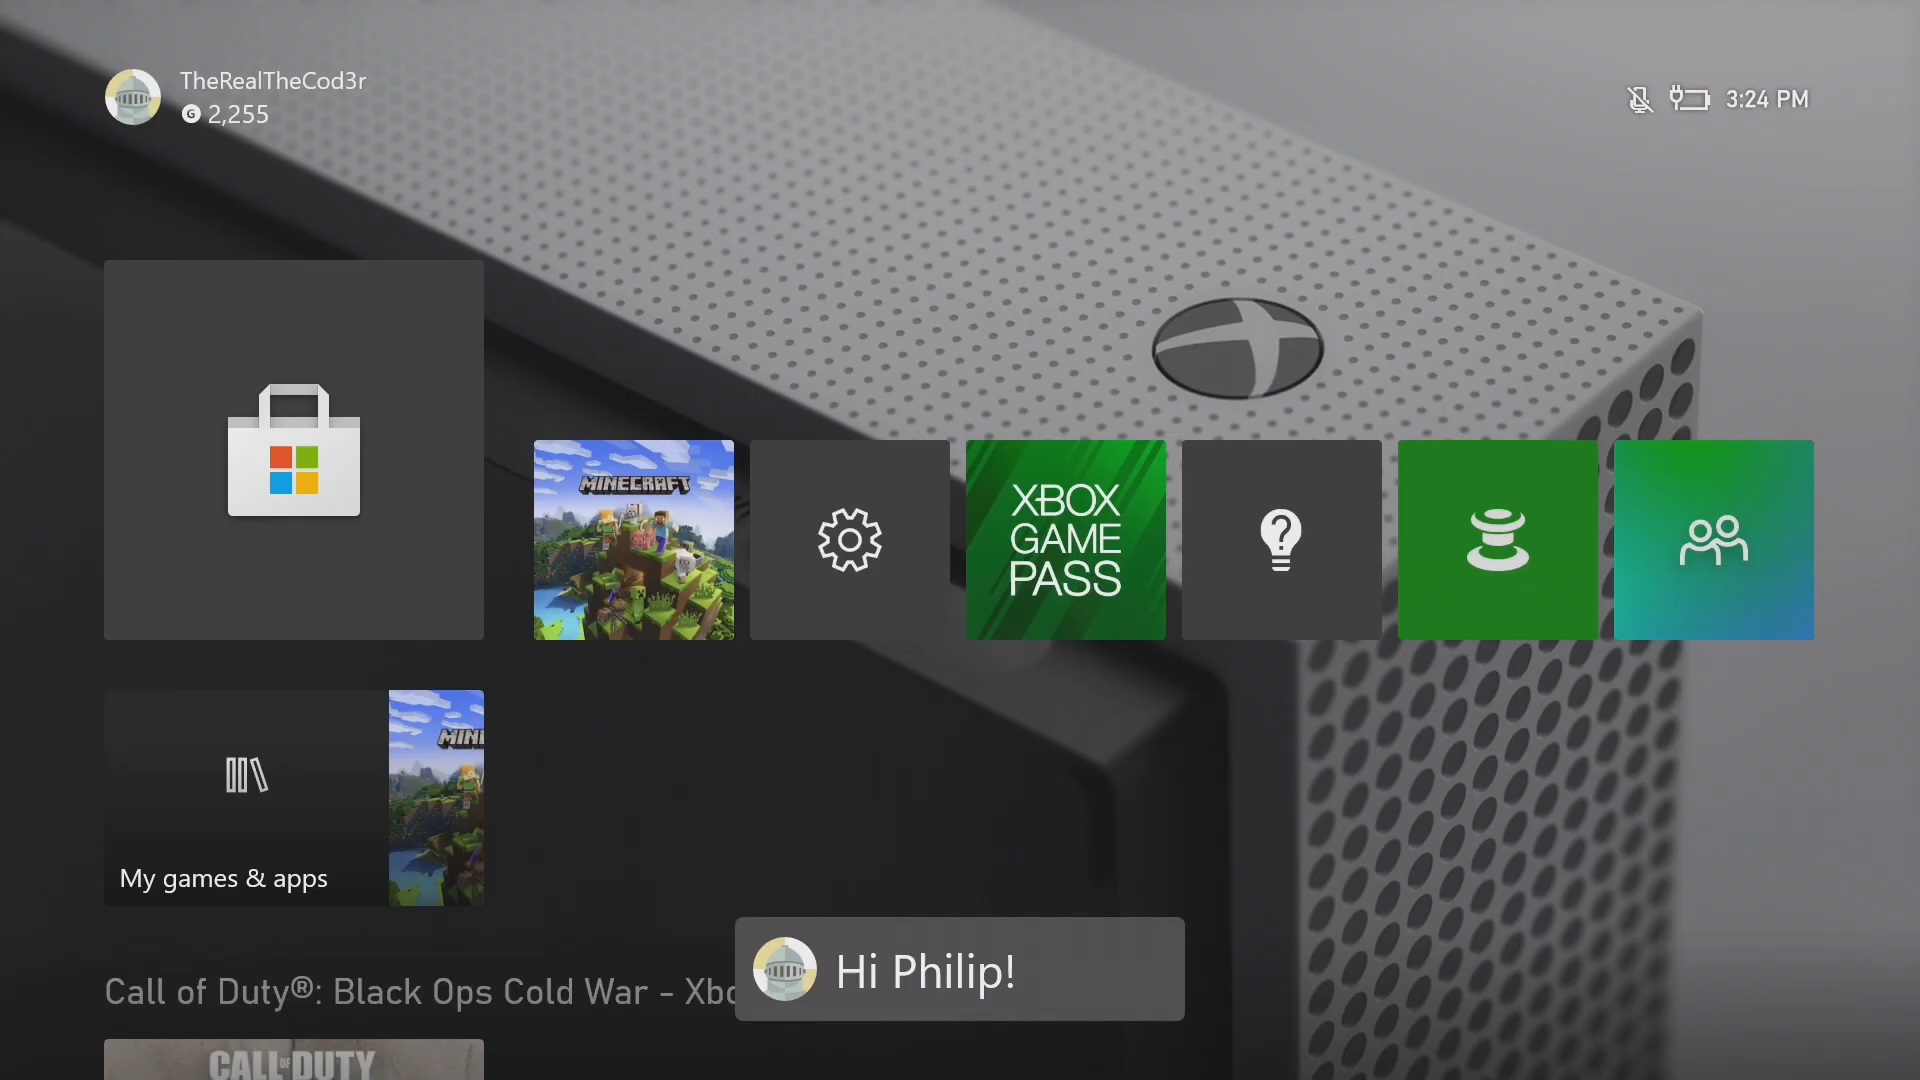 TheRealTheCod3r
G 2,255
3:24 PM
MINECRAFT
XBOX
GAME
PASS
My games & apps
Hi Philip!
Call of Duty®: Black Ops Cold War -
CALL OF DUTY